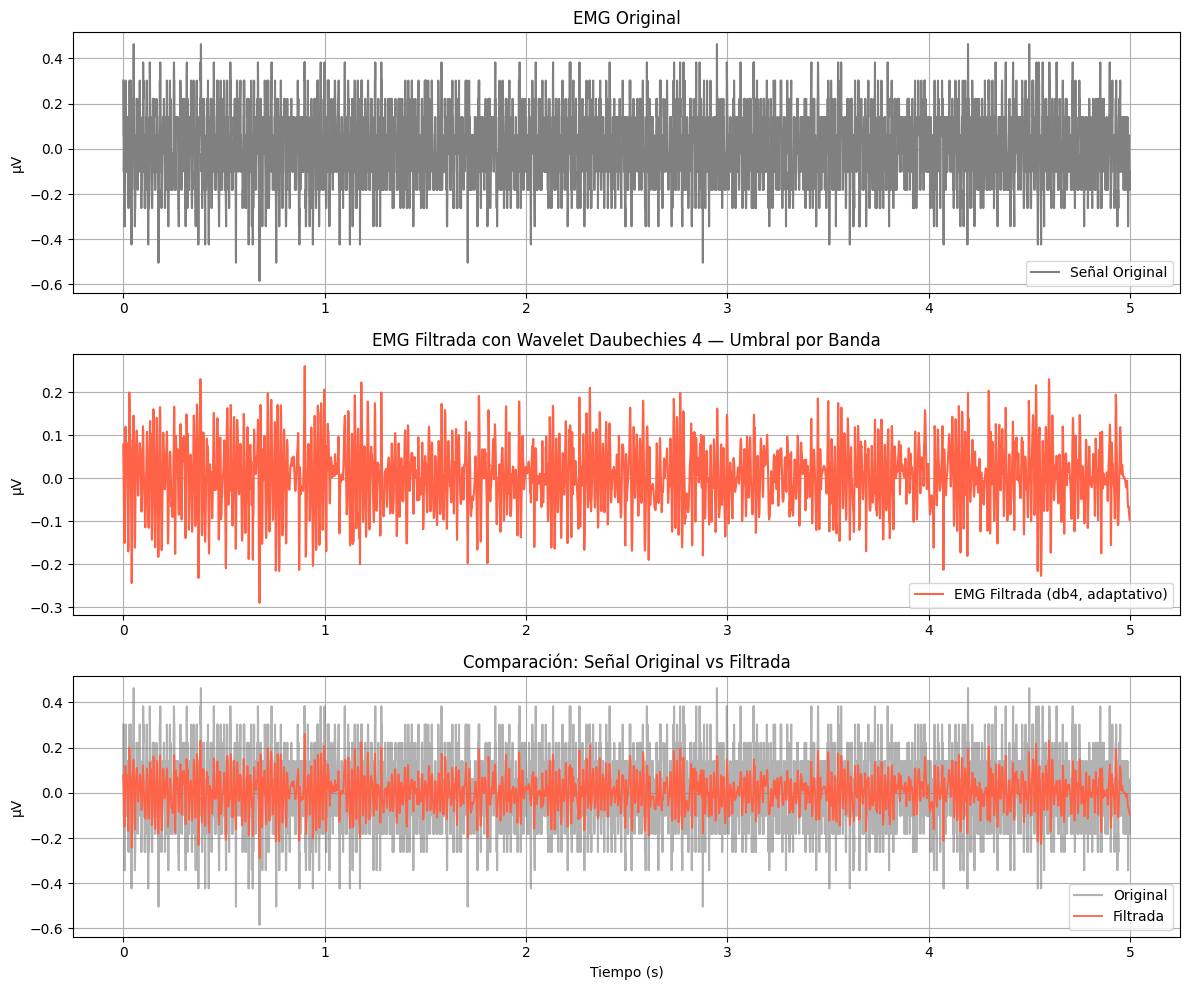 EMG Original
0.4
0.2
0.0
−0.2
−0.4
−0.6
μV
Señal Original
0 1 2 3 4 5
EMG Filtrada con Wavelet Daubechies 4 — Umbral por Banda
0.2
0.1
0.0
−0.1
−0.2
−0.3
μV
EMG Filtrada (db4, adaptativo)
0 1 2 3 4 5
Comparación: Señal Original vs Filtrada
0.4
0.2
0.0
−0.2
−0.4
−0.6
μV
Original
Filtrada
0 1 2 3 4 5
Tiempo (s)